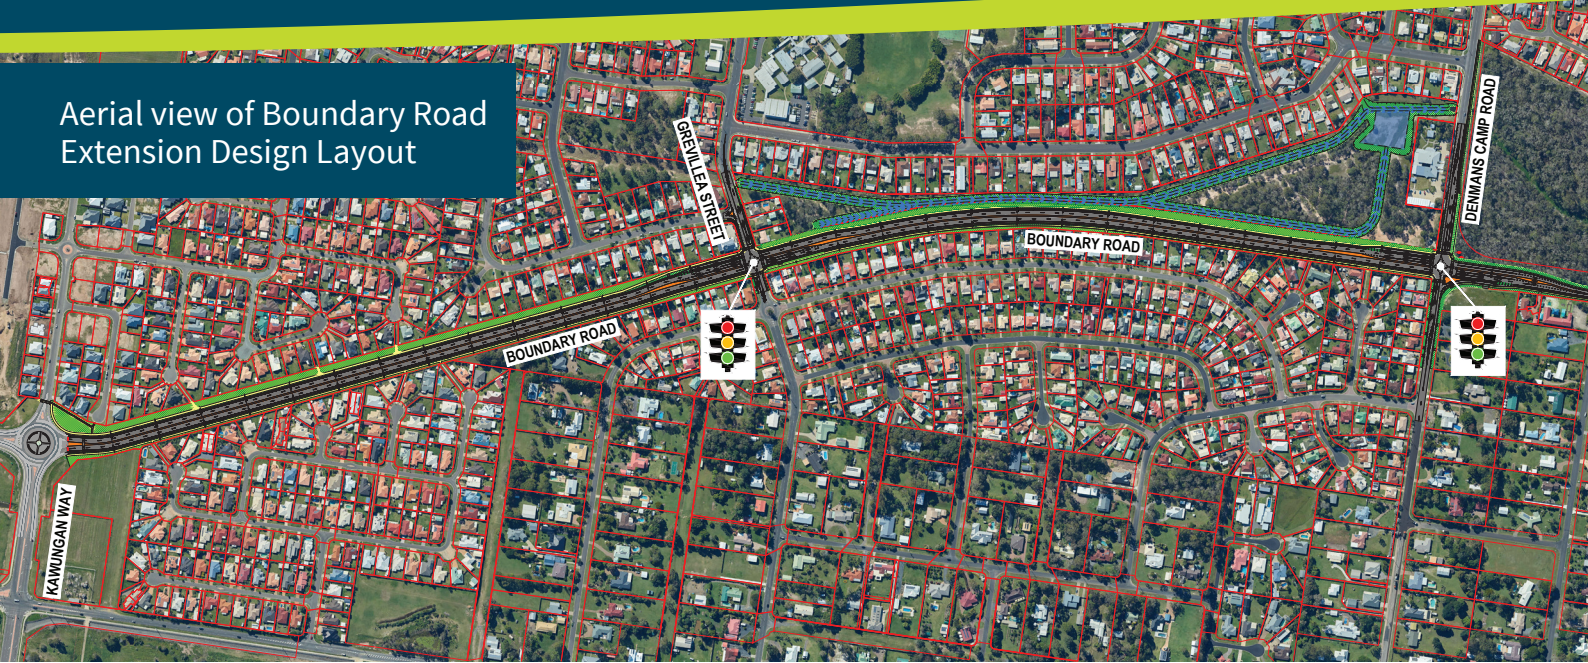 Aerial view of Boundary Road
Extension Design Layout
GREVILLEA STREET
DENMANS CAMP ROAD
BOUNDARY ROAD
BOUNDARY ROAD
KAWUNGAN WAY